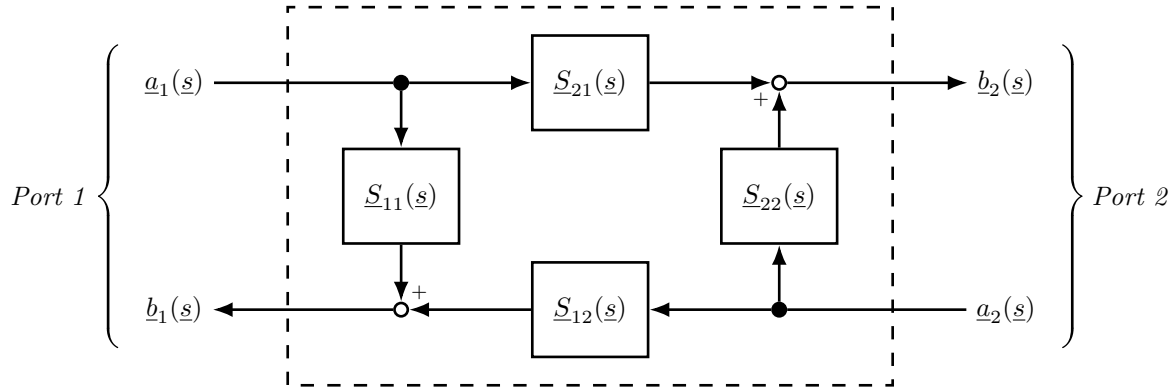 a₁(s) S₂₁(s) b₂(s)
+
Port 1 S₁₁(s) S₂₂(s) Port 2
+
b₁(s) S₁₂(s) a₂(s)